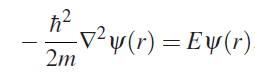 − ħ²/2m ∇²ψ(r) = Eψ(r).